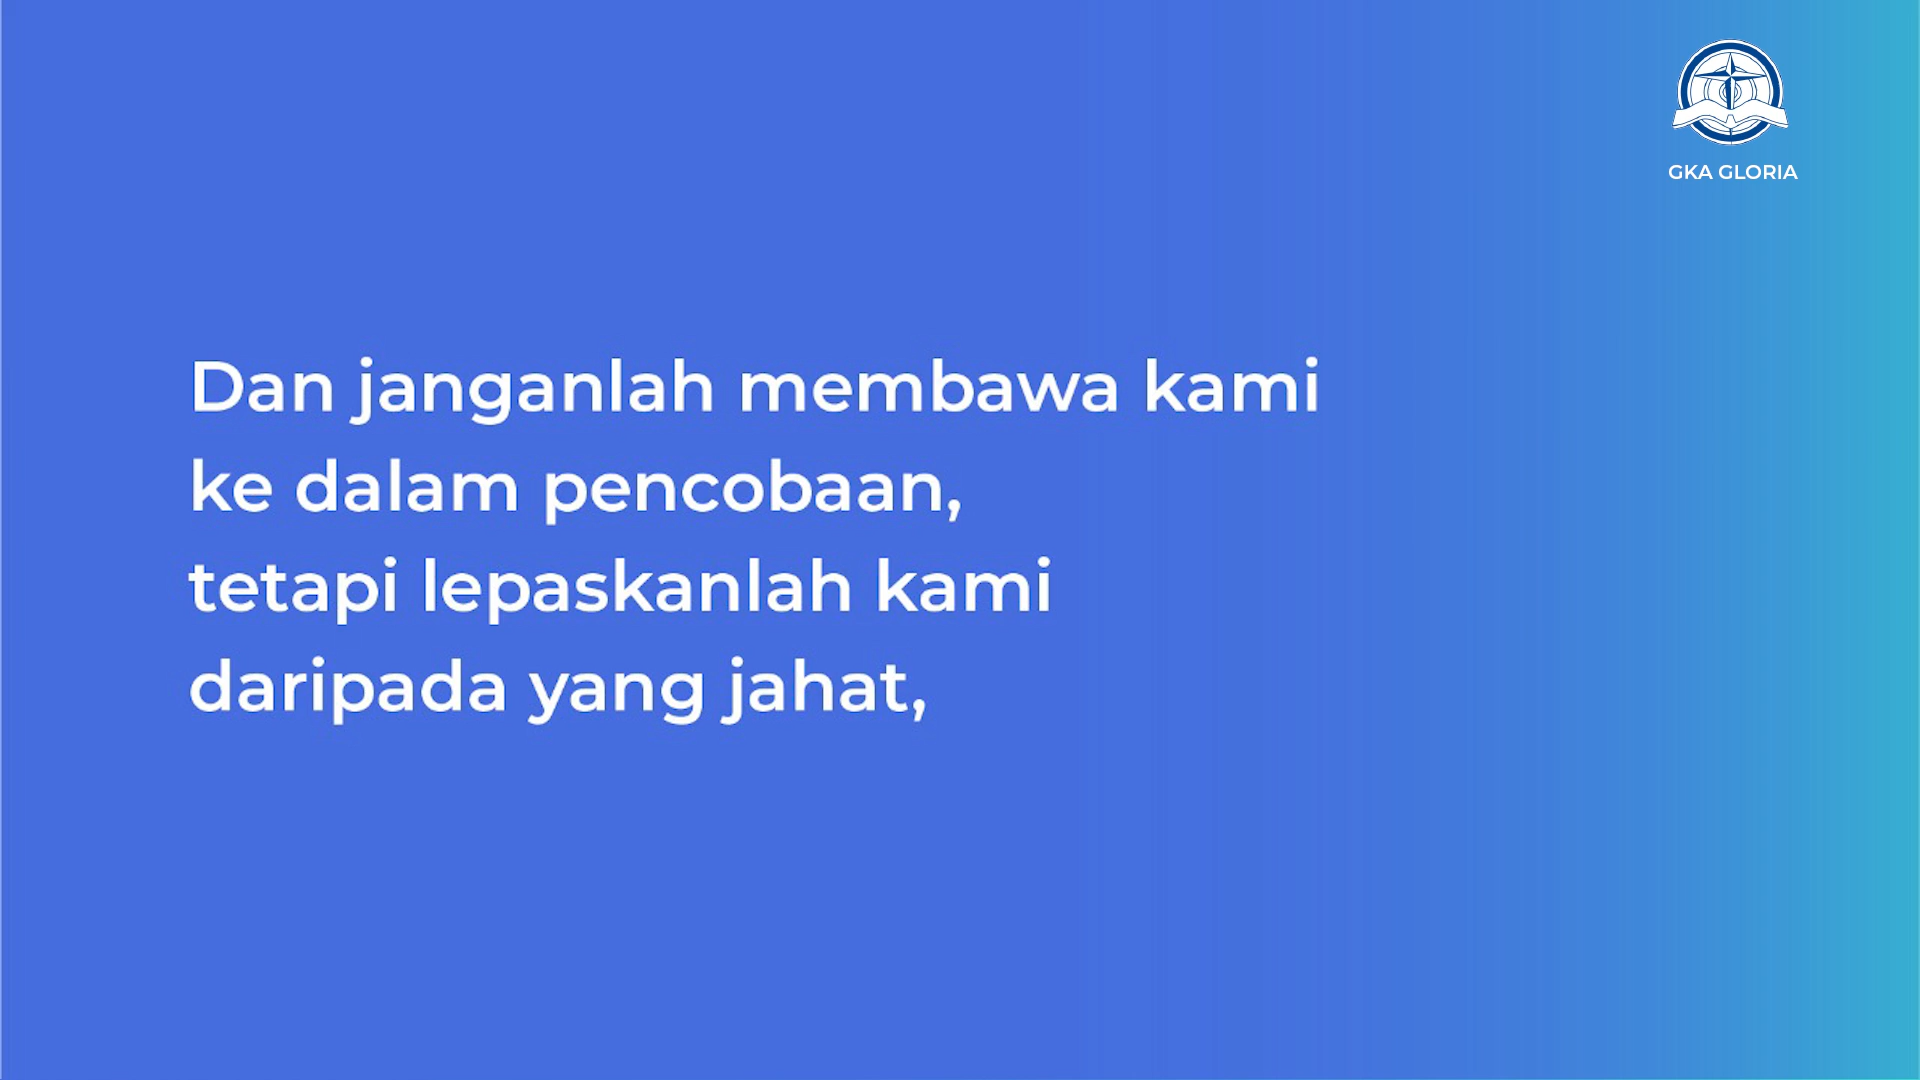 GKA GLORIA
Dan janganlah membawa kami
ke dalam pencobaan,
tetapi lepaskanlah kami
daripada yang jahat,